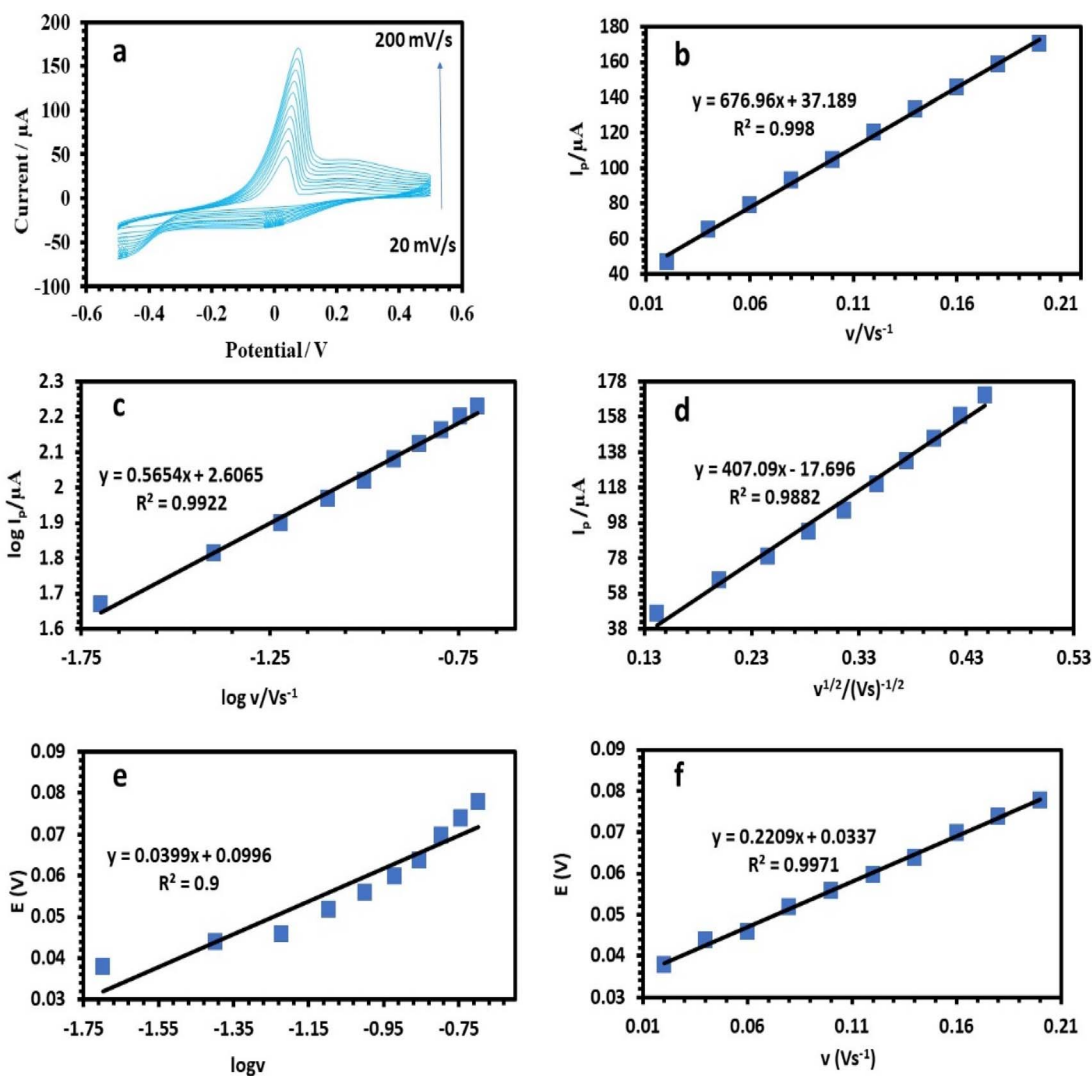 a
200 mV/s
20 mV/s
Current / µA
200
150
100
50
0
-50
-100
-0.6
-0.4
-0.2
0
0.2
0.4
0.6
Potential / V
b
y = 676.96x + 37.189
R² = 0.998
Iₚ/µA
180
160
140
120
100
80
60
40
0.01
0.06
0.11
0.16
0.21
v/Vs⁻¹
c
y = 0.5654x + 2.6065
R² = 0.9922
log Iₚ/µA
2.3
2.2
2.1
2
1.9
1.8
1.7
1.6
-1.75
-1.25
-0.75
log v/Vs⁻¹
d
y = 407.09x - 17.696
R² = 0.9882
Iₚ/µA
178
158
138
118
98
78
58
38
0.13
0.23
0.33
0.43
0.53
v¹ᐟ²/(Vs)⁻¹ᐟ²
e
y = 0.0399x + 0.0996
R² = 0.9
E (V)
0.09
0.08
0.07
0.06
0.05
0.04
0.03
-1.75
-1.55
-1.35
-1.15
-0.95
-0.75
logv
f
y = 0.2209x + 0.0337
R² = 0.9971
E (V)
0.09
0.08
0.07
0.06
0.05
0.04
0.03
0.01
0.06
0.11
0.16
0.21
v (Vs⁻¹)